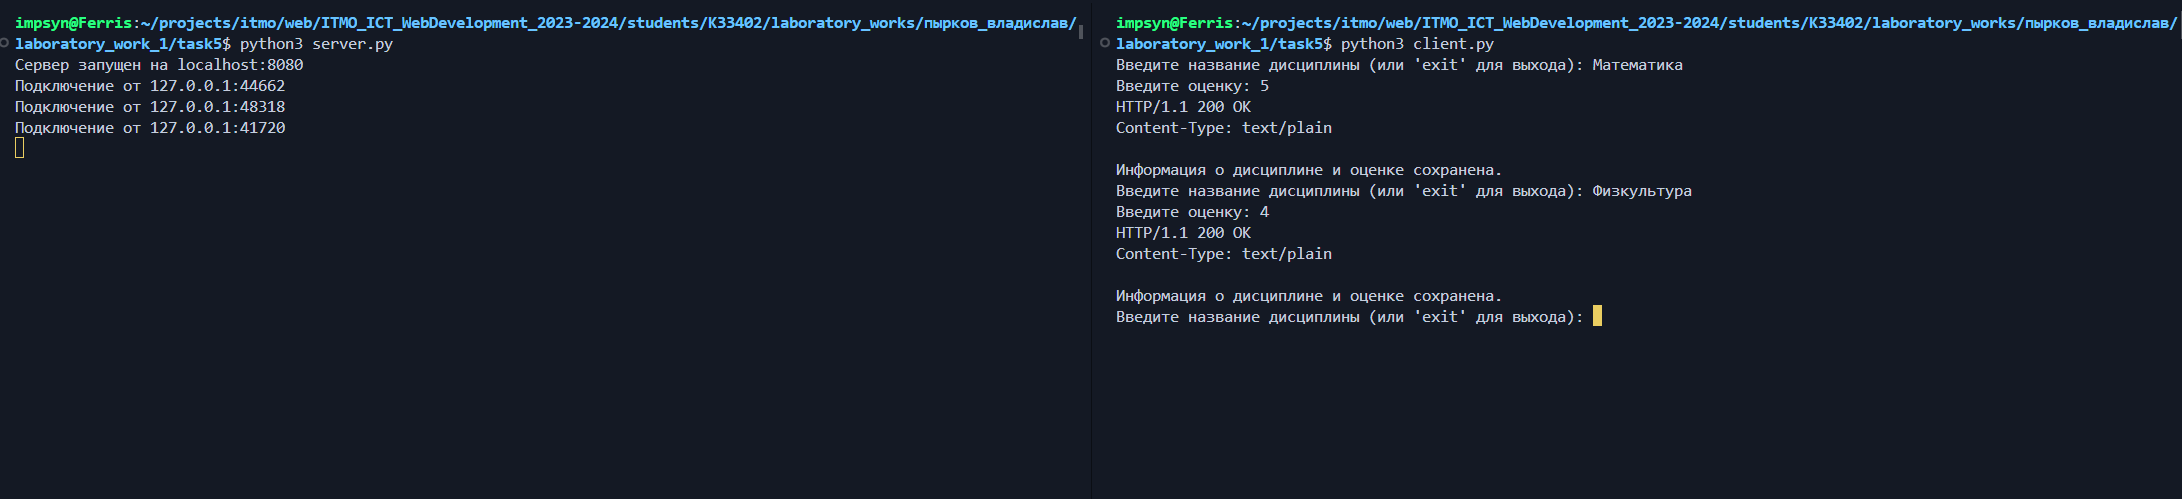 impsyn@Ferris:~/projects/itmo/web/ITMO_ICT_WebDevelopment_2023-2024/students/K33402/laboratory_works/пырков_владислав/
laboratory_work_1/task5$ python3 server.py
Сервер запущен на localhost:8080
Подключение от 127.0.0.1:44662
Подключение от 127.0.0.1:48318
Подключение от 127.0.0.1:41720
impsyn@Ferris:~/projects/itmo/web/ITMO_ICT_WebDevelopment_2023-2024/students/K33402/laboratory_works/пырков_владислав/
laboratory_work_1/task5$ python3 client.py
Введите название дисциплины (или 'exit' для выхода): Математика
Введите оценку: 5
HTTP/1.1 200 OK
Content-Type: text/plain
Информация о дисциплине и оценке сохранена.
Введите название дисциплины (или 'exit' для выхода): Физкультура
Введите оценку: 4
HTTP/1.1 200 OK
Content-Type: text/plain
Информация о дисциплине и оценке сохранена.
Введите название дисциплины (или 'exit' для выхода):